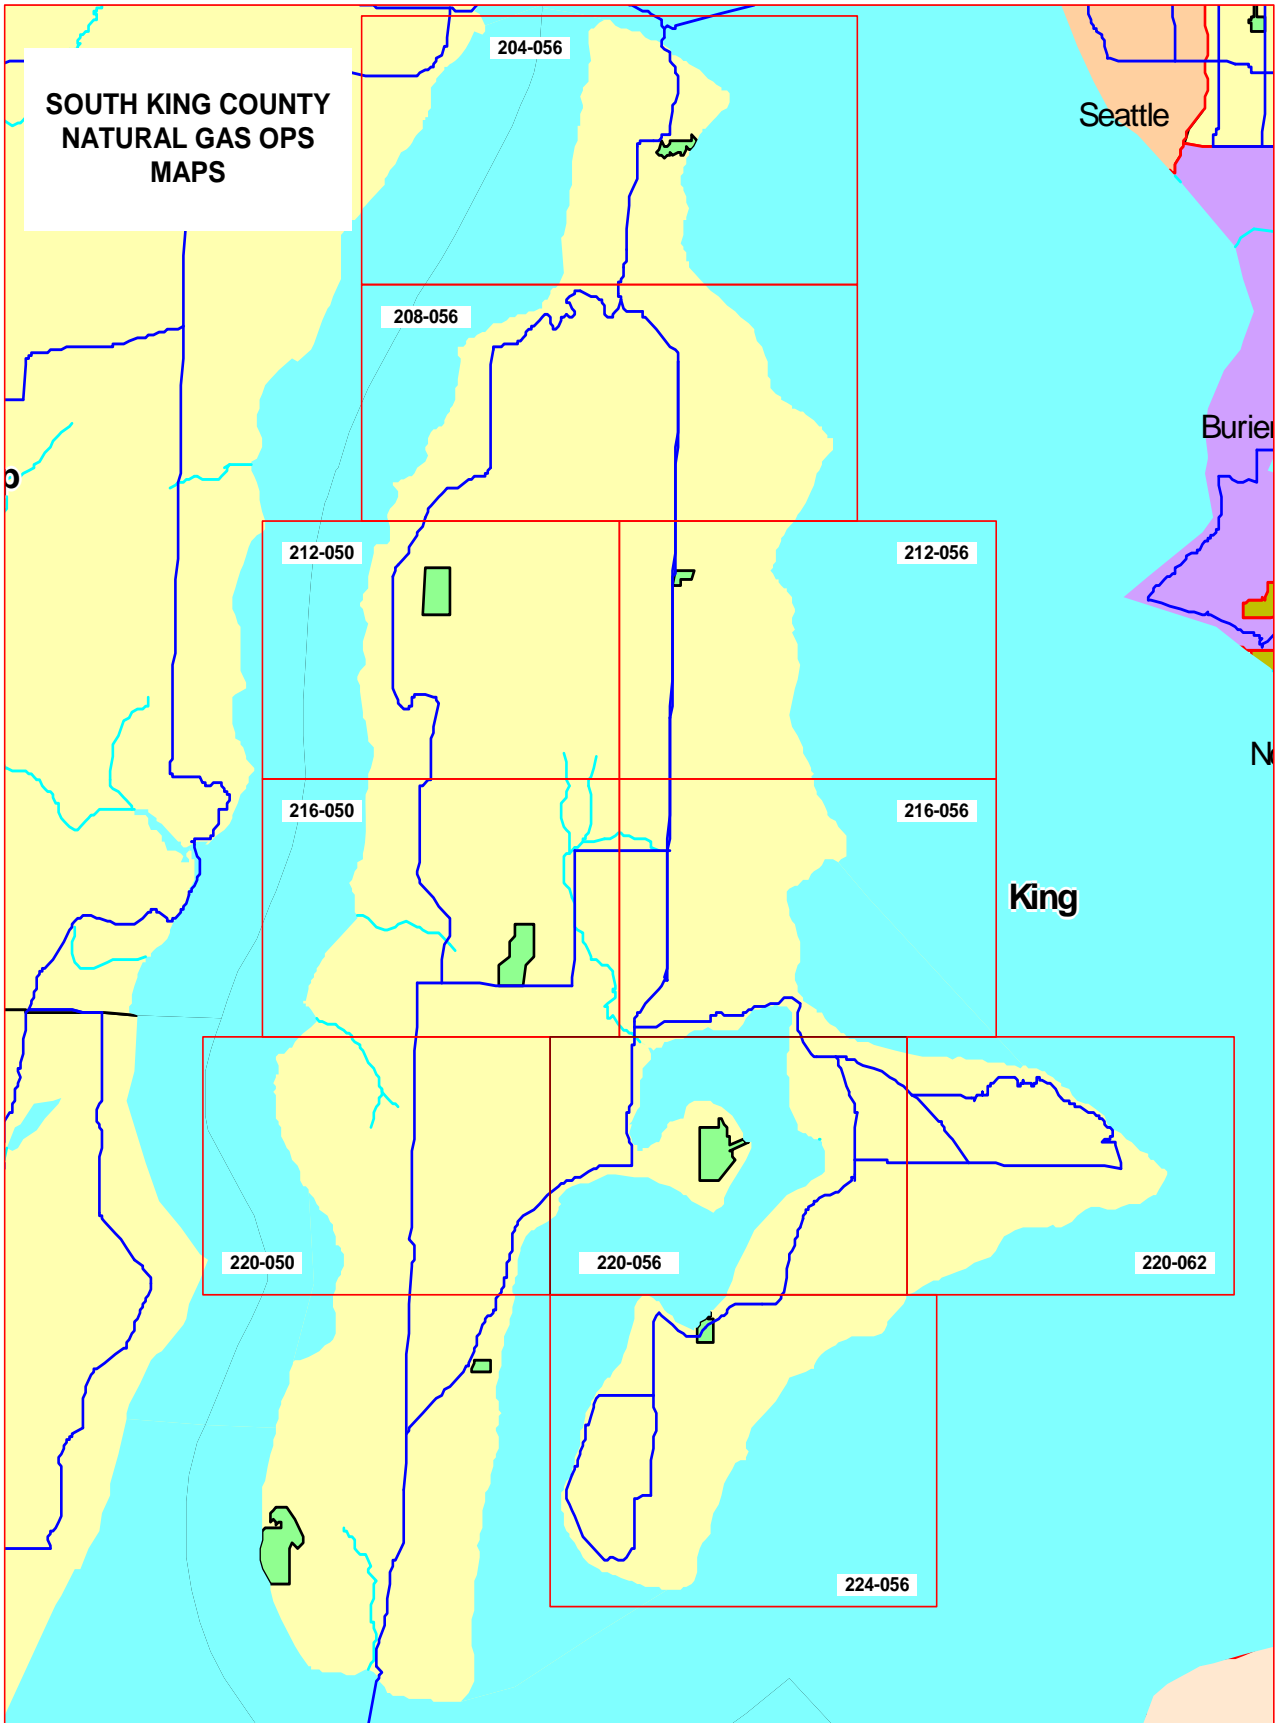 204-056
SOUTH KING COUNTY
NATURAL GAS OPS
MAPS
Seattle
208-056
Burien
p
212-050
212-056
216-050
216-056
King
220-050
220-056
220-062
224-056